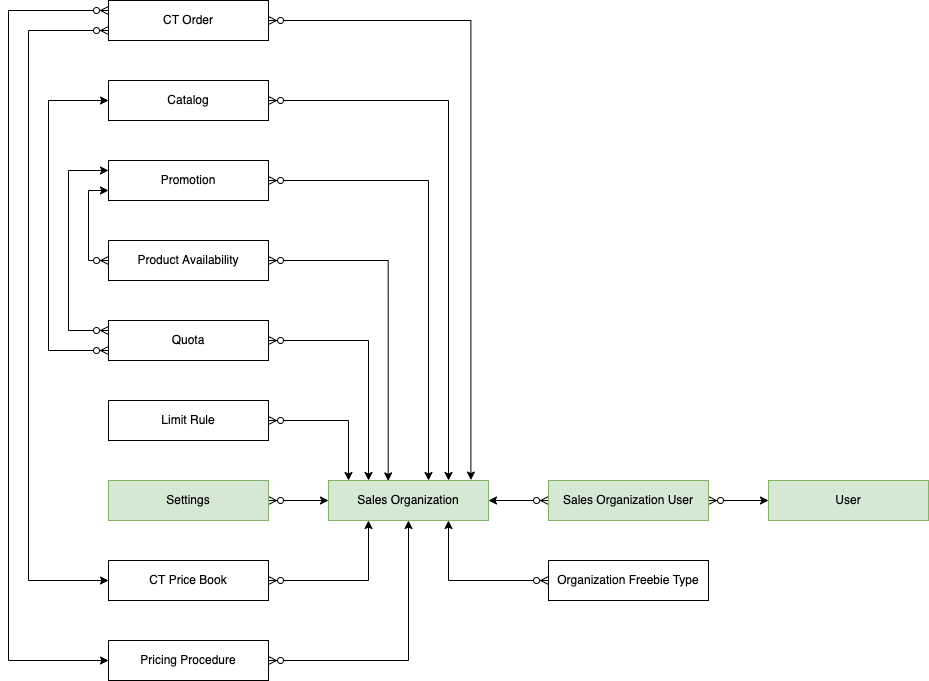 CT Order
Catalog
Promotion
Product Availability
Quota
Limit Rule
Settings
Sales Organization
Sales Organization User
User
CT Price Book
Organization Freebie Type
Pricing Procedure